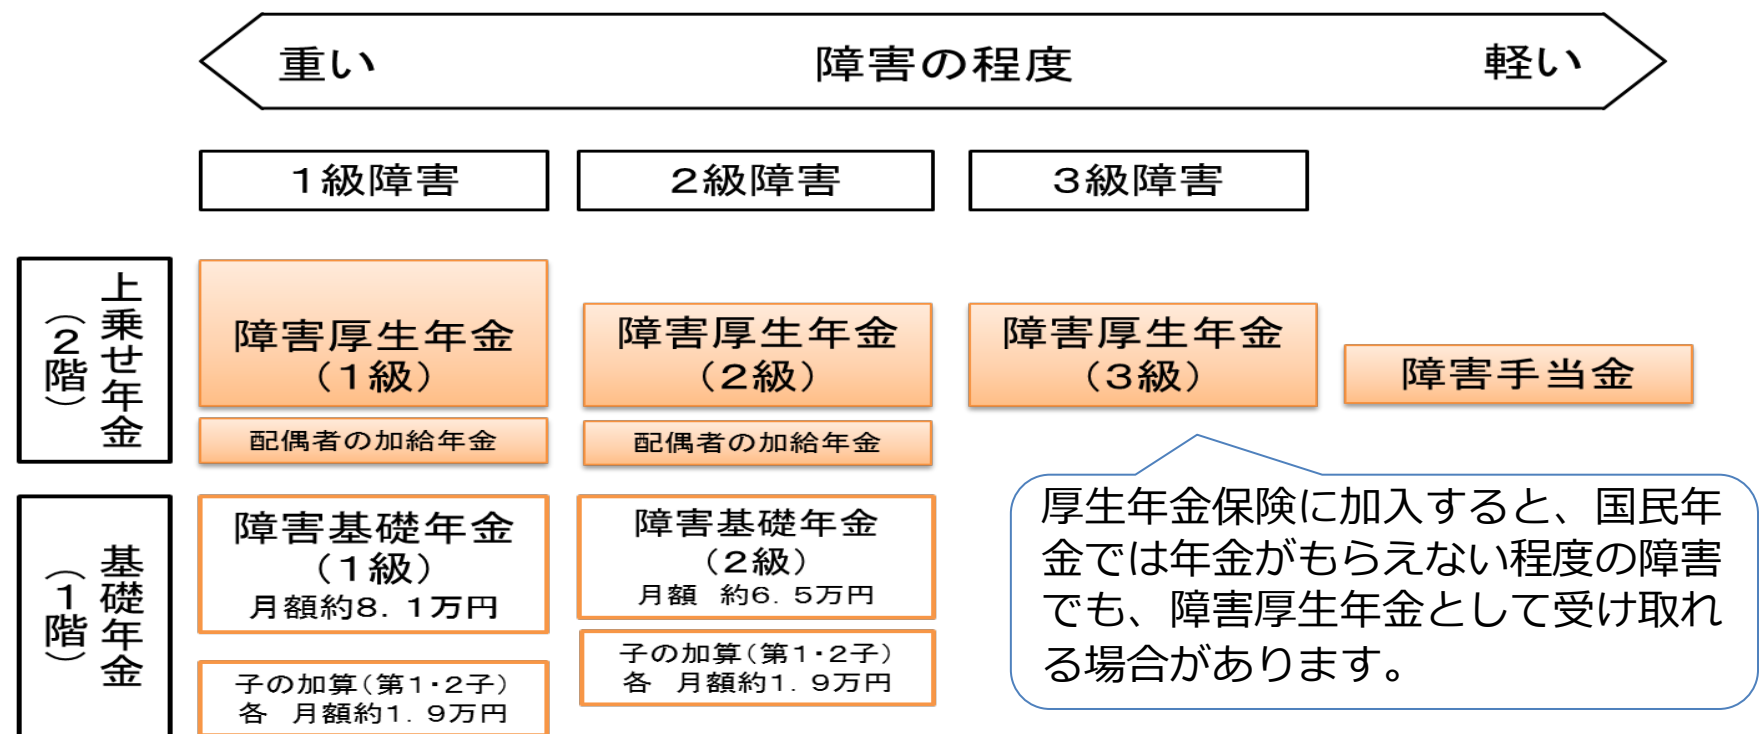 重い 障害の程度 軽い
1級障害 2級障害 3級障害
上乗せ年金
（2階）
障害厚生年金
（1級）
障害厚生年金
（2級）
障害厚生年金
（3級）
障害手当金
配偶者の加給年金
配偶者の加給年金
基礎年金
（1階）
障害基礎年金
（1級）
月額約8．1万円
障害基礎年金
（2級）
月額 約6．5万円
子の加算（第1・2子）
各 月額約1．9万円
子の加算（第1・2子）
各 月額約1．9万円
厚生年金保険に加入すると、国民年
金では年金がもらえない程度の障害
でも、障害厚生年金として受け取れ
る場合があります。